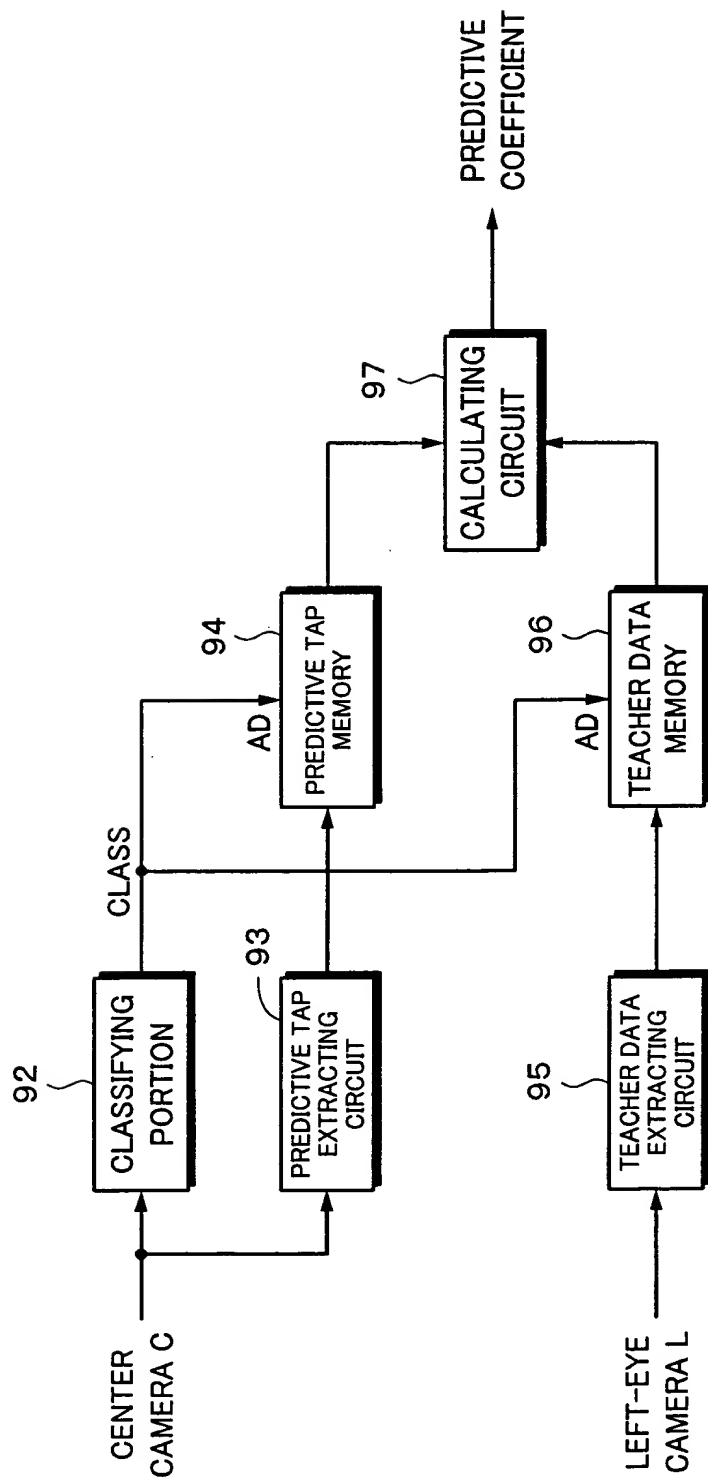 CENTER
CAMERA C
92
CLASSIFYING
PORTION
CLASS
93
PREDICTIVE TAP
EXTRACTING
CIRCUIT
AD
94
PREDICTIVE TAP
MEMORY
97
CALCULATING
CIRCUIT
PREDICTIVE
COEFFICIENT
LEFT-EYE
CAMERA L
95
TEACHER DATA
EXTRACTING
CIRCUIT
AD
96
TEACHER DATA
MEMORY